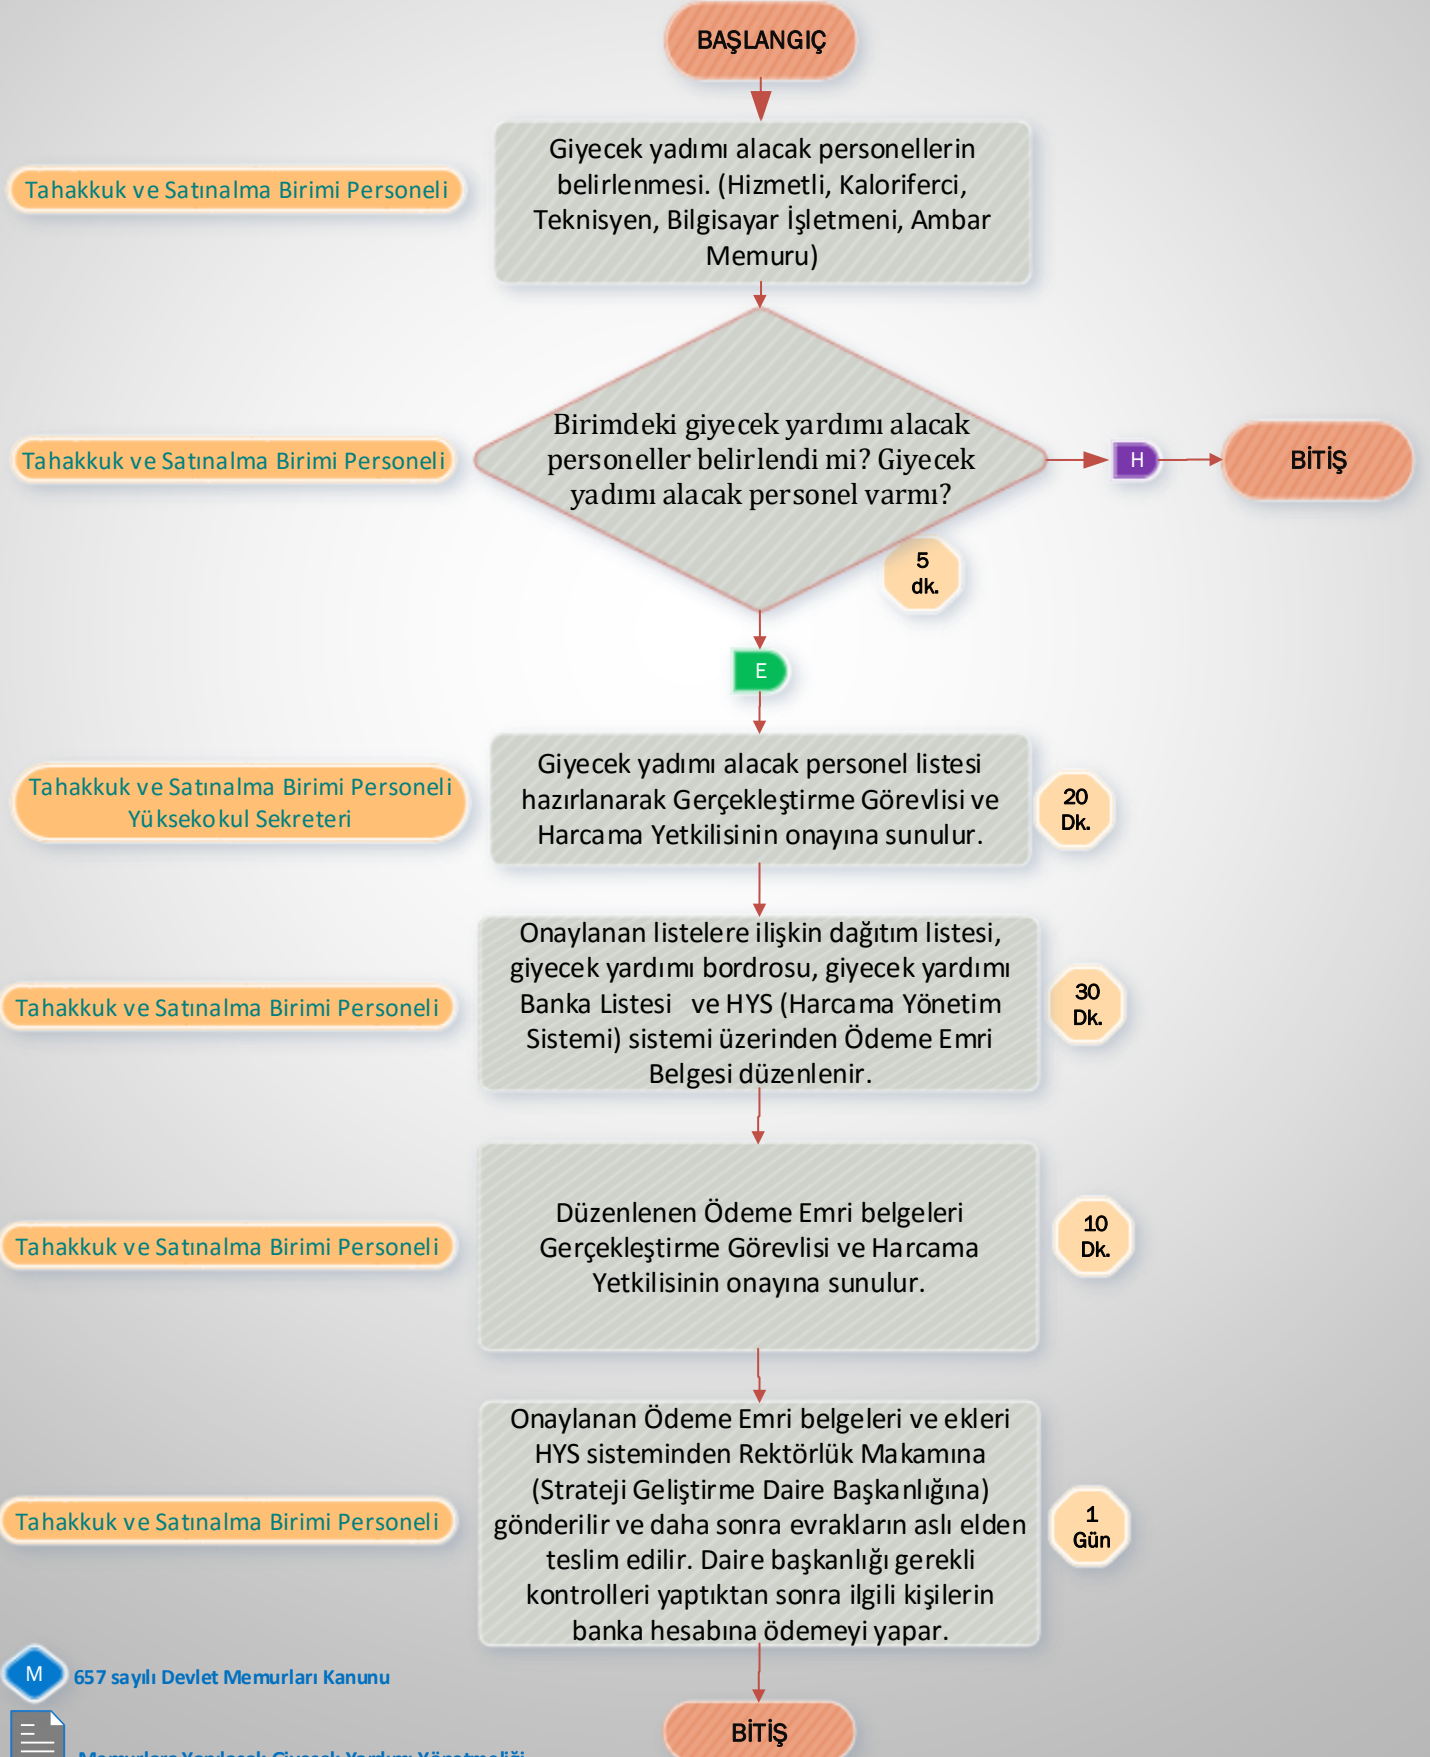 BAŞLANGIÇ
Tahakkuk ve Satınalma Birimi Personeli
Giyecek yadımı alacak personellerin
belirlenmesi. (Hizmetli, Kaloriferci,
Teknisyen, Bilgisayar İşletmeni, Ambar
Memuru)
Tahakkuk ve Satınalma Birimi Personeli
Birimdeki giyecek yardımı alacak
personeller belirlendi mi? Giyecek
yadımı alacak personel varmı?
H
BİTİŞ
5
dk.
E
Tahakkuk ve Satınalma Birimi Personeli
Yüksekokul Sekreteri
Giyecek yadımı alacak personel listesi
hazırlanarak Gerçekleştirme Görevlisi ve
Harcama Yetkilisinin onayına sunulur.
20
Dk.
Tahakkuk ve Satınalma Birimi Personeli
Onaylanan listelere ilişkin dağıtım listesi,
giyecek yardımı bordrosu, giyecek yardımı
Banka Listesi ve HYS (Harcama Yönetim
Sistemi) sistemi üzerinden Ödeme Emri
Belgesi düzenlenir.
30
Dk.
Tahakkuk ve Satınalma Birimi Personeli
Düzenlenen Ödeme Emri belgeleri
Gerçekleştirme Görevlisi ve Harcama
Yetkilisinin onayına sunulur.
10
Dk.
Tahakkuk ve Satınalma Birimi Personeli
Onaylanan Ödeme Emri belgeleri ve ekleri
HYS sisteminden Rektörlük Makamına
(Strateji Geliştirme Daire Başkanlığına)
gönderilir ve daha sonra evrakların aslı elden
teslim edilir. Daire başkanlığı gerekli
kontrolleri yaptıktan sonra ilgili kişilerin
banka hesabına ödemeyi yapar.
1
Gün
M
657 sayılı Devlet Memurları Kanunu
BİTİŞ
Memurlara Yapılacak Giyecek Yardımı Yönetmeliği